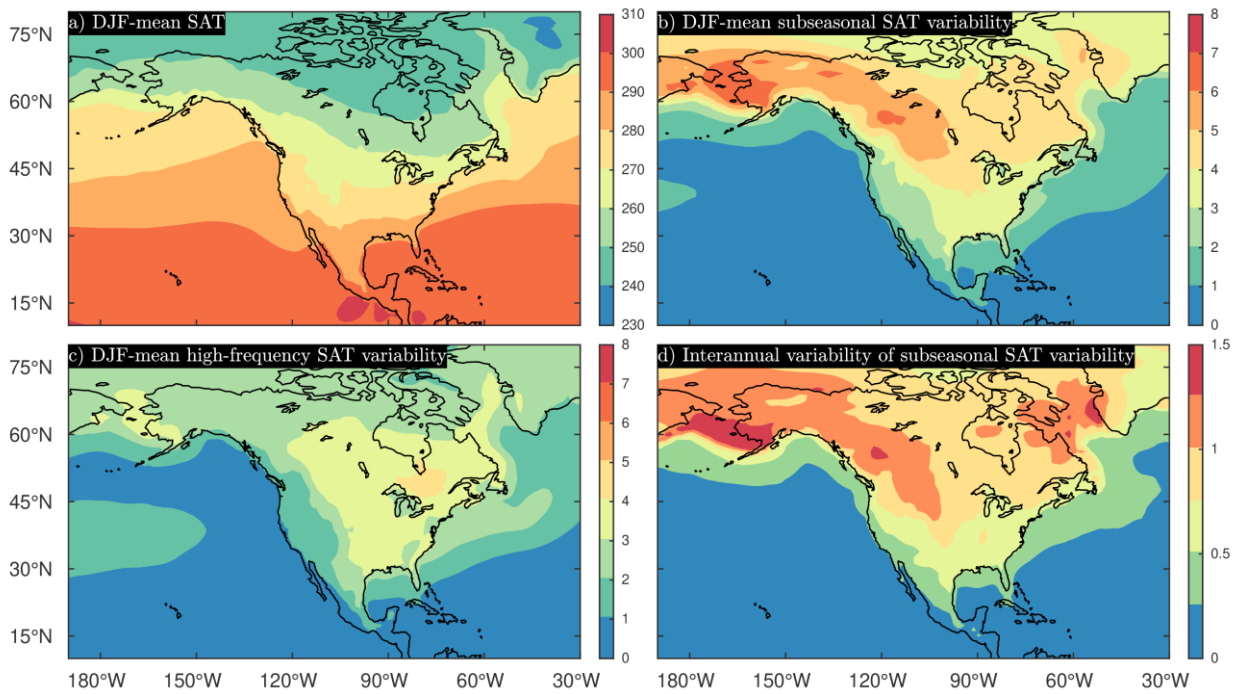 a) DJF-mean SAT
75°N
60°N
45°N
30°N
15°N
310
300
290
280
270
260
250
240
230
b) DJF-mean subseasonal SAT variability
8
7
6
5
4
3
2
1
0
c) DJF-mean high-frequency SAT variability
75°N
60°N
45°N
30°N
15°N
180°W
150°W
120°W
90°W
60°W
30°W
8
7
6
5
4
3
2
1
0
d) Interannual variability of subseasonal SAT variability
180°W
150°W
120°W
90°W
60°W
30°W
1.5
1
0.5
0